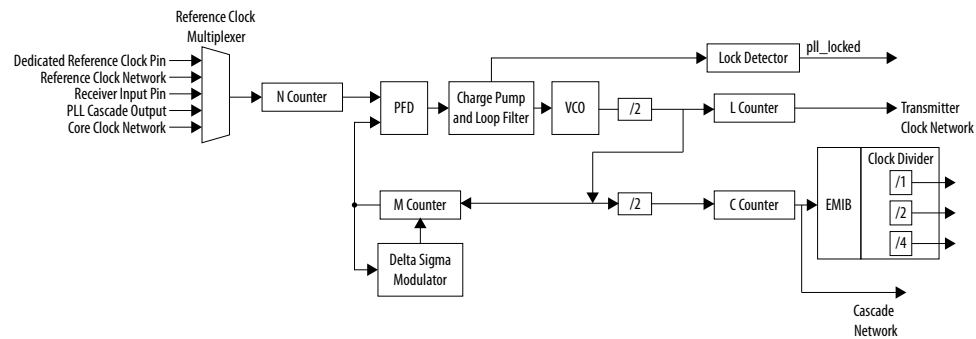 Reference Clock
Multiplexer
Dedicated Reference Clock Pin
Reference Clock Network
Receiver Input Pin
PLL Cascade Output
Core Clock Network
N Counter
PFD
Charge Pump
and Loop Filter
VCO
/2
Lock Detector
pll_locked
L Counter
Transmitter
Clock Network
M Counter
Delta Sigma
Modulator
/2
C Counter
EMIB
Clock Divider
/1
/2
/4
Cascade
Network